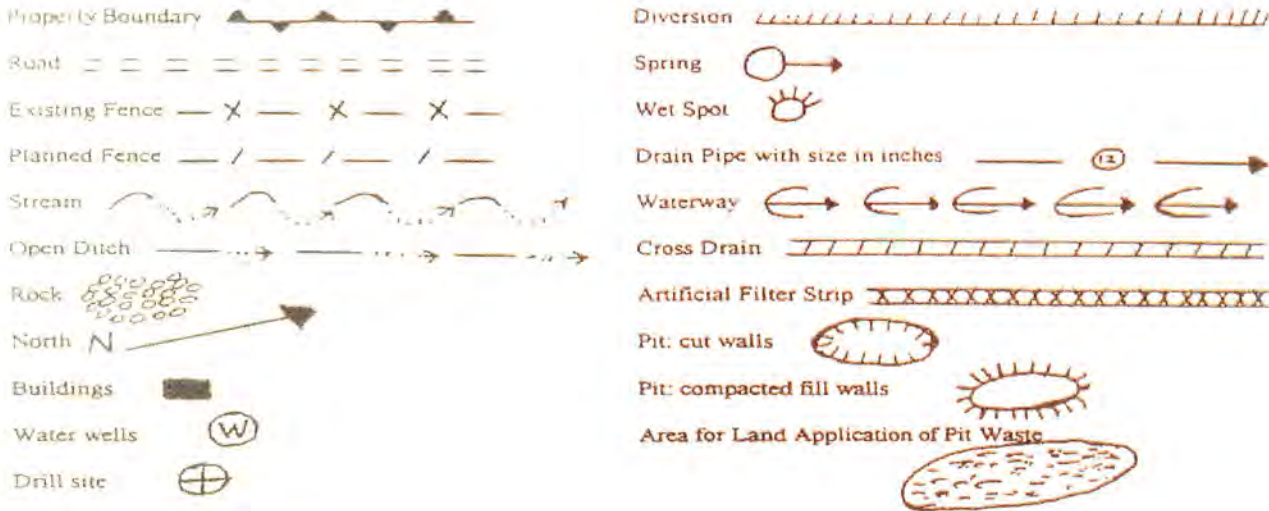 Property Boundary
Road
Existing Fence
Planned Fence
Stream
Open Ditch
Rock
North N
Buildings
Water wells W
Drill site
Diversion
Spring
Wet Spot
Drain Pipe with size in inches 12
Waterway
Cross Drain
Artificial Filter Strip
Pit: cut walls
Pit: compacted fill walls
Area for Land Application of Pit Waste